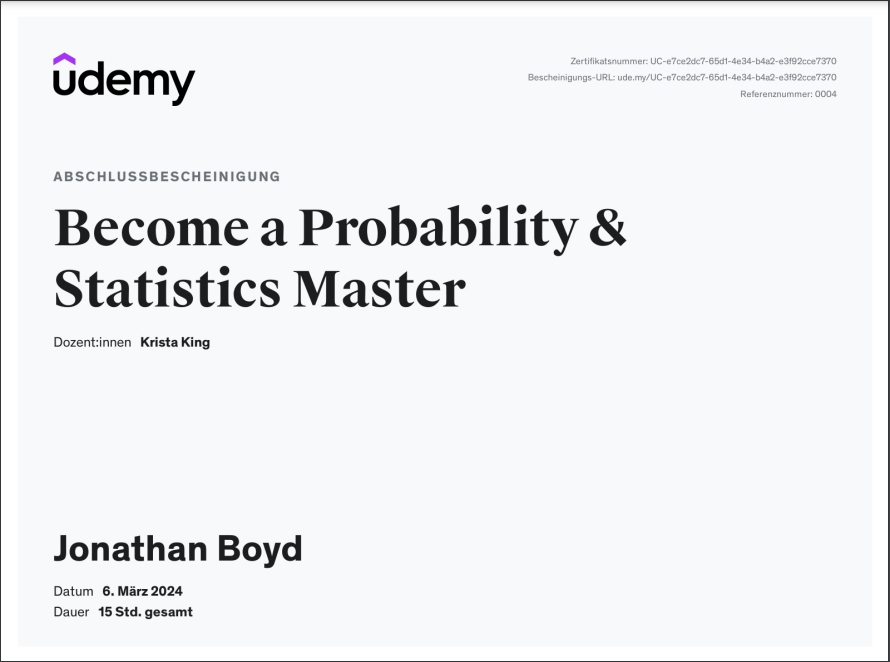 udemy
Zertifikatsnummer: UC-e7ce2dc7-65d1-4e34-b4a2-e3f92cce7370
Bescheinigungs-URL: ude.my/UC-e7ce2dc7-65d1-4e34-b4a2-e3f92cce7370
Referenznummer: 0004
ABSCHLUSSBESCHEINIGUNG
Become a Probability &
Statistics Master
Dozent:innen Krista King
Jonathan Boyd
Datum 6. März 2024
Dauer 15 Std. gesamt